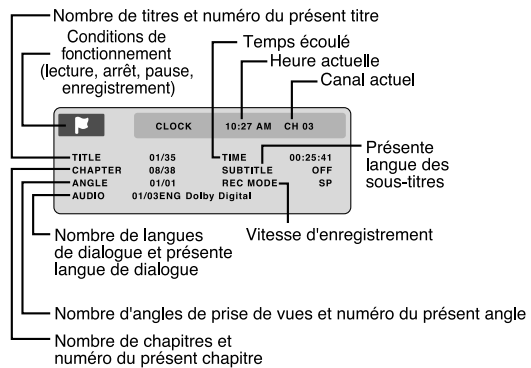 Nombre de titres et numéro du présent titre
Conditions de
fonctionnement
(lecture, arrêt, pause,
enregistrement)
Temps écoulé
Heure actuelle
Canal actuel
CLOCK 10:27 AM CH 03
TITLE 01/35 TIME 00:25:41
CHAPTER 08/38 SUBTITLE OFF
ANGLE 01/01 REC MODE SP
AUDIO 01/03ENG Dolby Digital
Présente
langue des
sous-titres
Nombre de langues
de dialogue et présente
langue de dialogue
Vitesse d'enregistrement
Nombre d'angles de prise de vues et numéro du présent angle
Nombre de chapitres et
numéro du présent chapitre